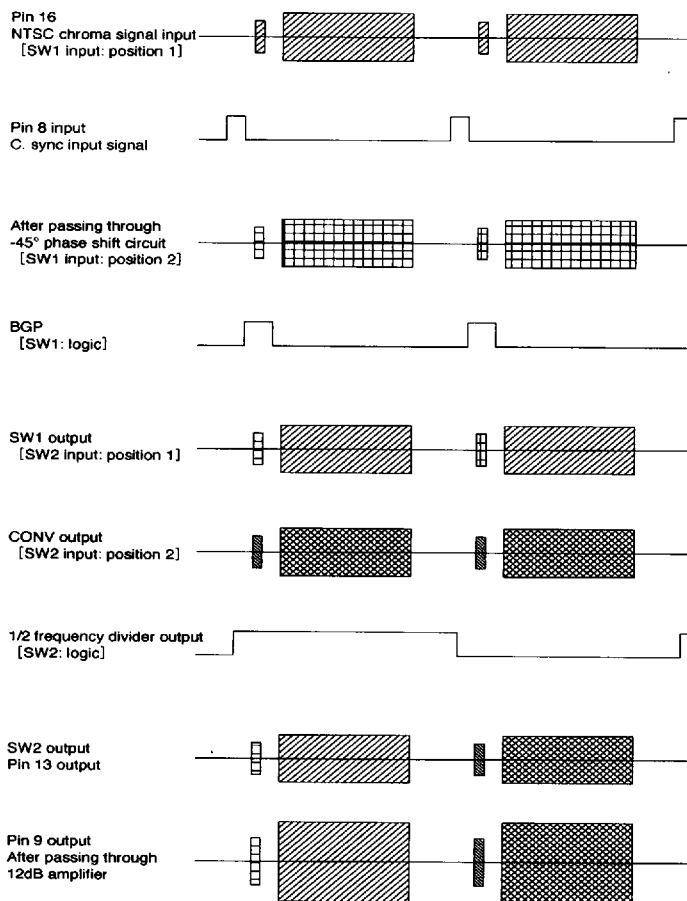 Pin 16
NTSC chroma signal input
[SW1 input: position 1]
Pin 8 input
C. sync input signal
After passing through
-45° phase shift circuit
[SW1 input: position 2]
BGP
[SW1: logic]
SW1 output
[SW2 input: position 1]
CONV output
[SW2 input: position 2]
1/2 frequency divider output
[SW2: logic]
SW2 output
Pin 13 output
Pin 9 output
After passing through
12dB amplifier